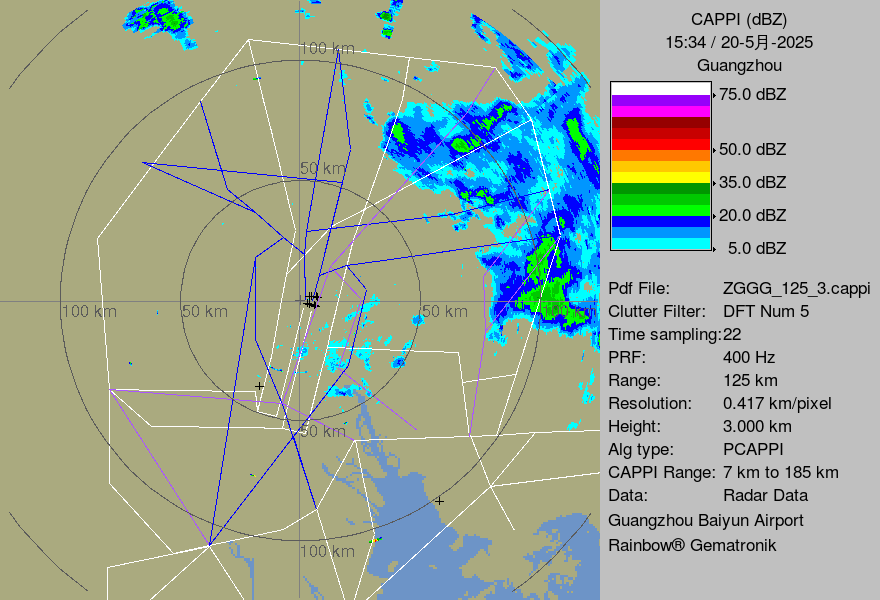 CAPPI (dBZ)
15:34 / 20-5月-2025
Guangzhou
75.0 dBZ
50.0 dBZ
35.0 dBZ
20.0 dBZ
5.0 dBZ
Pdf File: ZGGG_125_3.cappi
Clutter Filter: DFT Num 5
Time sampling:22
PRF: 400 Hz
Range: 125 km
Resolution: 0.417 km/pixel
Height: 3.000 km
Alg type: PCAPPI
CAPPI Range: 7 km to 185 km
Data: Radar Data
Guangzhou Baiyun Airport
Rainbow® Gematronik
100 km
50 km
100 km
50 km
50 km
100 km
50 km
100 km